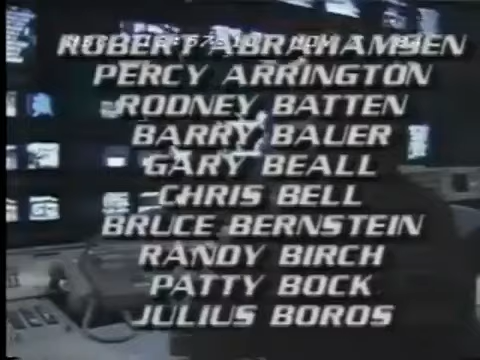 ROBERT ABRAHAMSEN
PERCY ARRINGTON
RODNEY BATTEN
BARRY BAUER
GARY BEALL
CHRIS BELL
BRUCE BERNSTEIN
RANDY BIRCH
PATTY BOCK
JULIUS BOROS